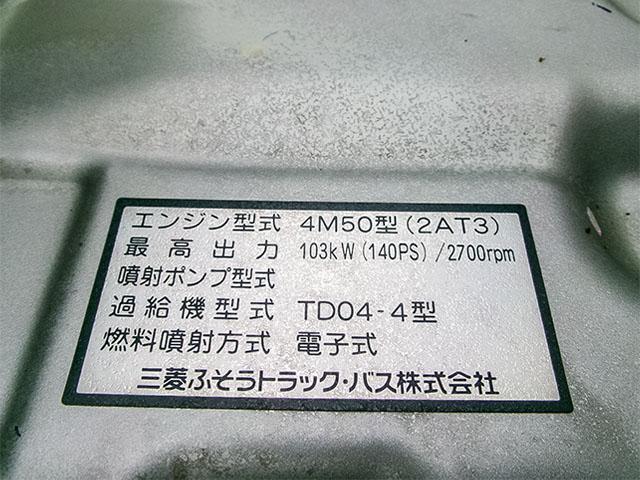 エンジン型式 4M50型(2AT3)
最高出力 103kW(140PS)/2700rpm
噴射ポンプ型式
過給機型式 TD04-4型
燃料噴射方式 電子式
三菱ふそうトラック・バス株式会社